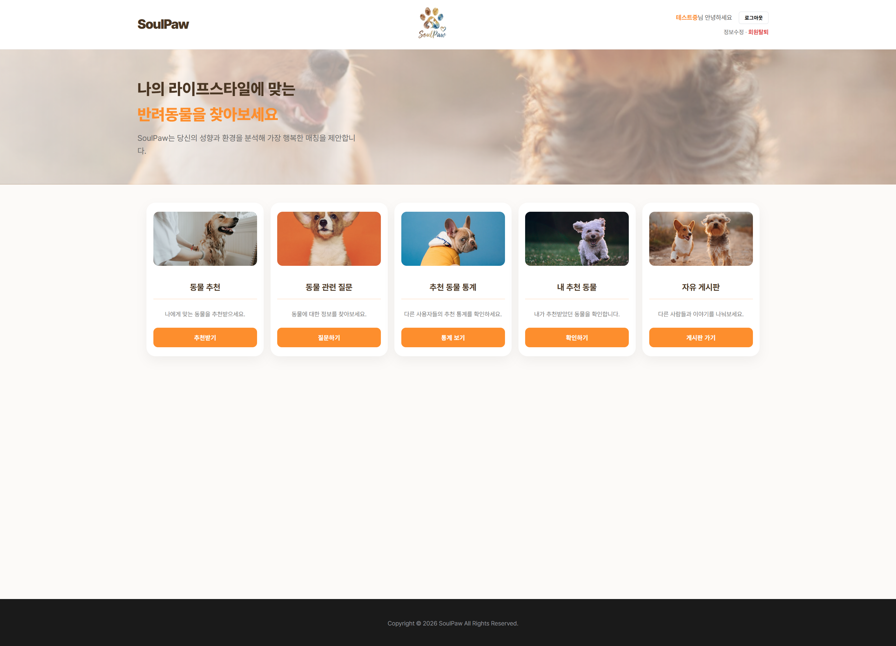 SoulPaw
SoulPaw
테스트중님 안녕하세요
로그아웃
정보수정 · 회원탈퇴
나의 라이프스타일에 맞는
반려동물을 찾아보세요
SoulPaw는 당신의 성향과 환경을 분석해 가장 행복한 매칭을 제안합니
다.
동물 추천
나에게 맞는 동물을 추천받으세요.
추천받기
동물 관련 질문
동물에 대한 정보를 찾아보세요.
질문하기
추천 동물 통계
다른 사용자들의 추천 통계를 확인하세요.
통계 보기
내 추천 동물
내가 추천받았던 동물을 확인합니다.
확인하기
자유 게시판
다른 사람들과 이야기를 나눠보세요.
게시판 가기
Copyright © 2026 SoulPaw All Rights Reserved.